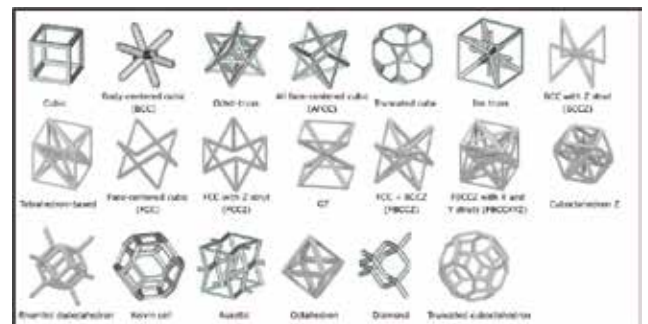 Cubic
Body-centered cubic
(BCC)
Octet-truss
All face-centered cubic
(AFCC)
Truncated cube
Iso truss
BCC with Z strut
(BCCZ)
Tetrahedron-based
Face-centered cubic
(FCC)
FCC with Z strut
(FCCZ)
G7
FCC + BCCZ
(FBCCZ)
FBCCZ with X and
Y struts (FBCCXYZ)
Cuboctahedron Z
Rhombic dodecahedron
Kelvin cell
Auxetic
Octahedron
Diamond
Truncated cuboctahedron